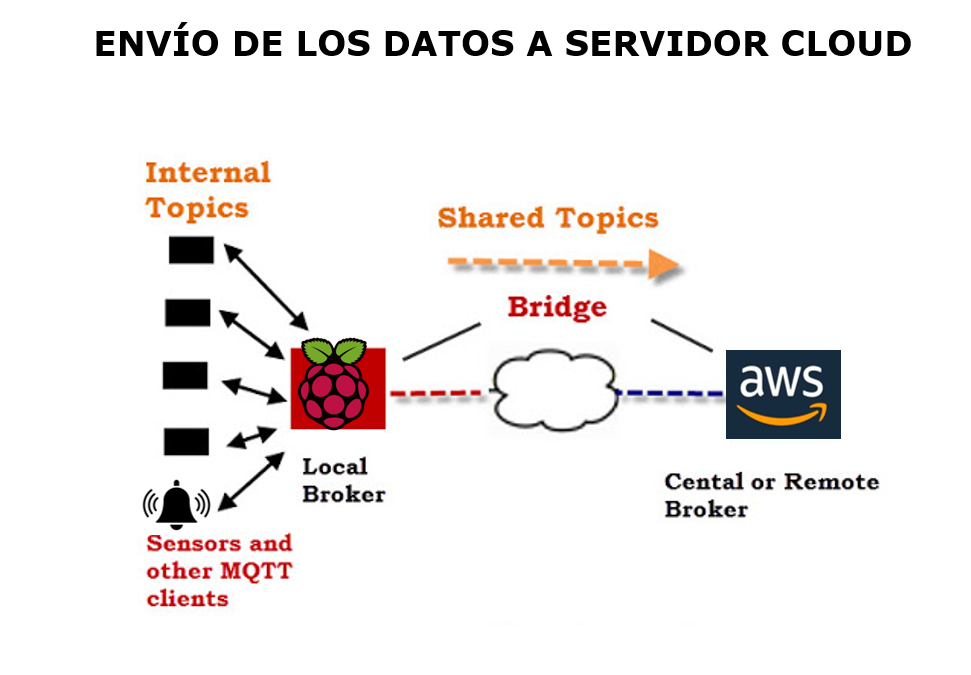 ENVÍO DE LOS DATOS A SERVIDOR CLOUD
Internal
Topics
Shared Topics
Bridge
aws
Local
Broker
Cental or Remote
Broker
Sensors and
other MQTT
clients